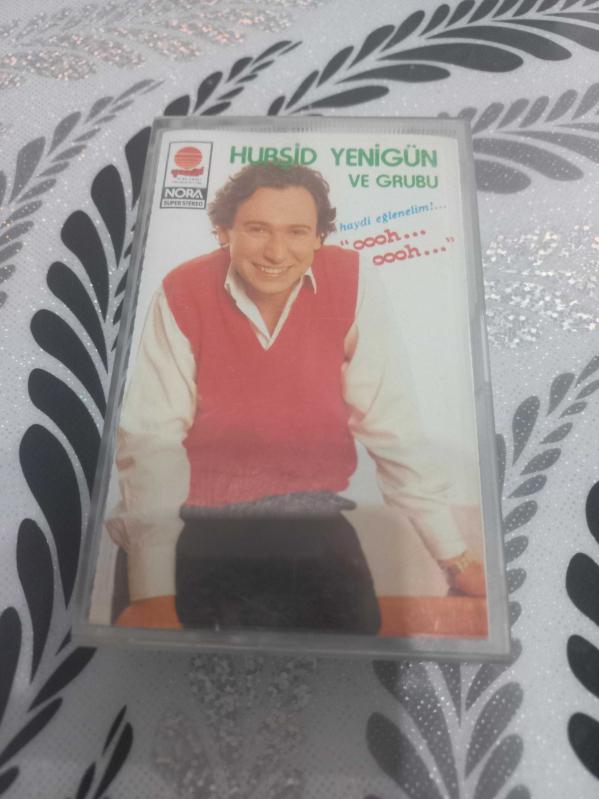 HURŞİD YENİGÜN
VE GRUBU
NORA
SUPER STEREO
haydi eğlenelim!...
"oooh...
oooh..."